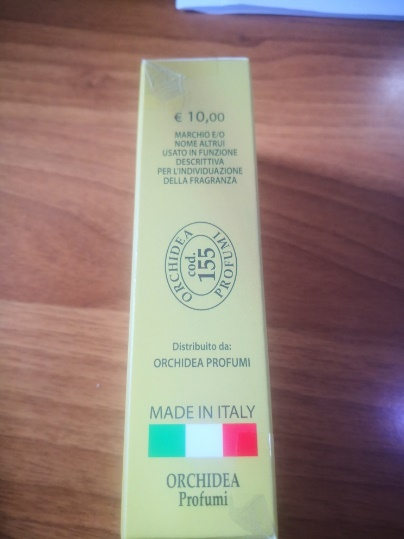 € 10,00
MARCHIO E/O
NOME ALTRUI
USATO IN FUNZIONE
DESCRITTIVA
PER L'INDIVIDUAZIONE
DELLA FRAGRANZA
ORCHIDEA
cod.
155
PROFUMI
Distribuito da:
ORCHIDEA PROFUMI
MADE IN ITALY
ORCHIDEA
Profumi